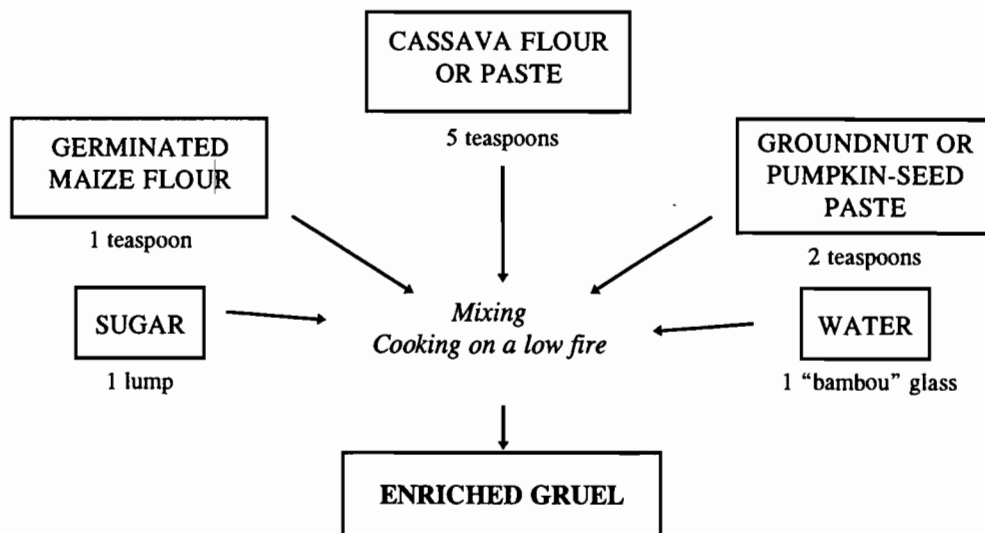 CASSAVA FLOUR
OR PASTE
5 teaspoons
GERMINATED
MAIZE FLOUR
1 teaspoon
GROUNDNUT OR
PUMPKIN-SEED
PASTE
2 teaspoons
SUGAR
1 lump
Mixing
Cooking on a low fire
WATER
1 “bambou” glass
ENRICHED GRUEL